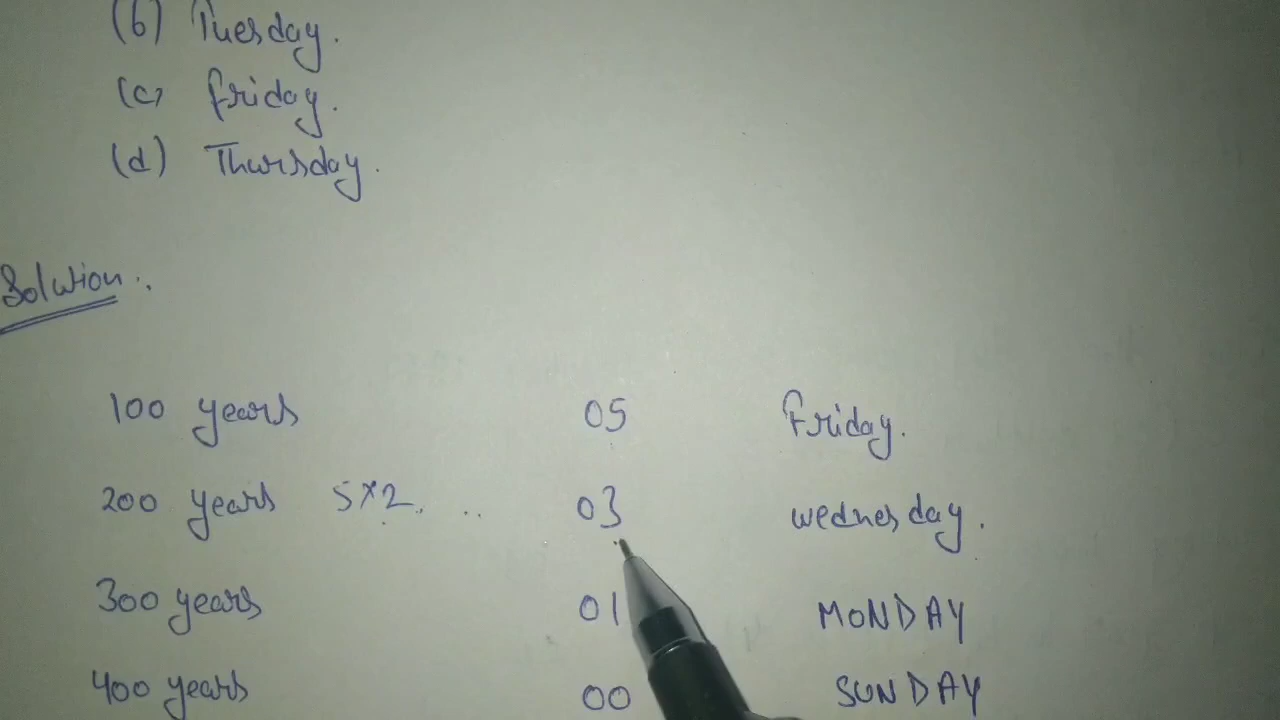 (b) Tuesday.
(c) friday.
(d) Thursday.
Solution:.
100 years 05 friday.
200 years 5×2. .. 03 wednesday.
300 years 01 MONDAY
400 years 00 SUNDAY